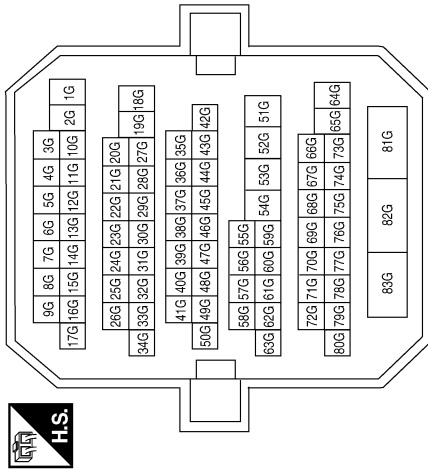 H.S.
9G 8G 7G 6G 5G 4G 3G 2G 1G
17G 16G 15G 14G 13G 12G 11G 10G
26G 25G 24G 23G 22G 21G 20G 19G 18G
34G 33G 32G 31G 30G 29G 28G 27G
41G 40G 39G 38G 37G 36G 35G
50G 49G 48G 47G 46G 45G 44G 43G 42G
58G 57G 56G 55G 54G 53G 52G 51G
63G 62G 61G 60G 59G
72G 71G 70G 69G 68G 67G 66G 65G 64G
80G 79G 78G 77G 76G 75G 74G 73G
83G 82G 81G